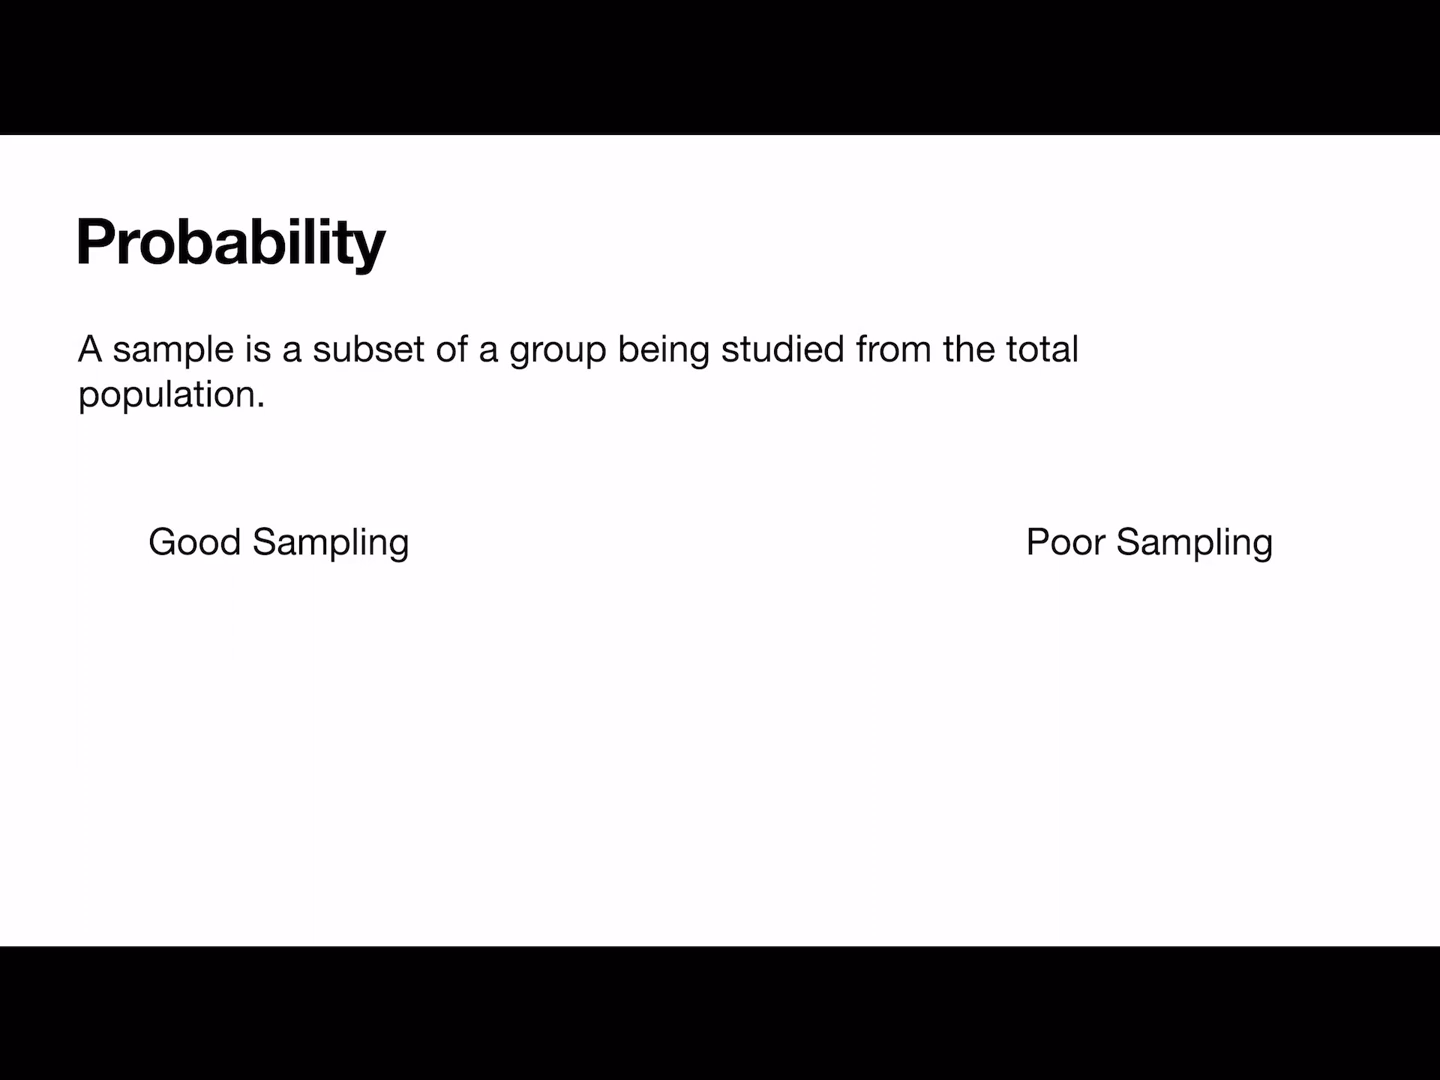 Probability
A sample is a subset of a group being studied from the total
population.
Good Sampling
Poor Sampling